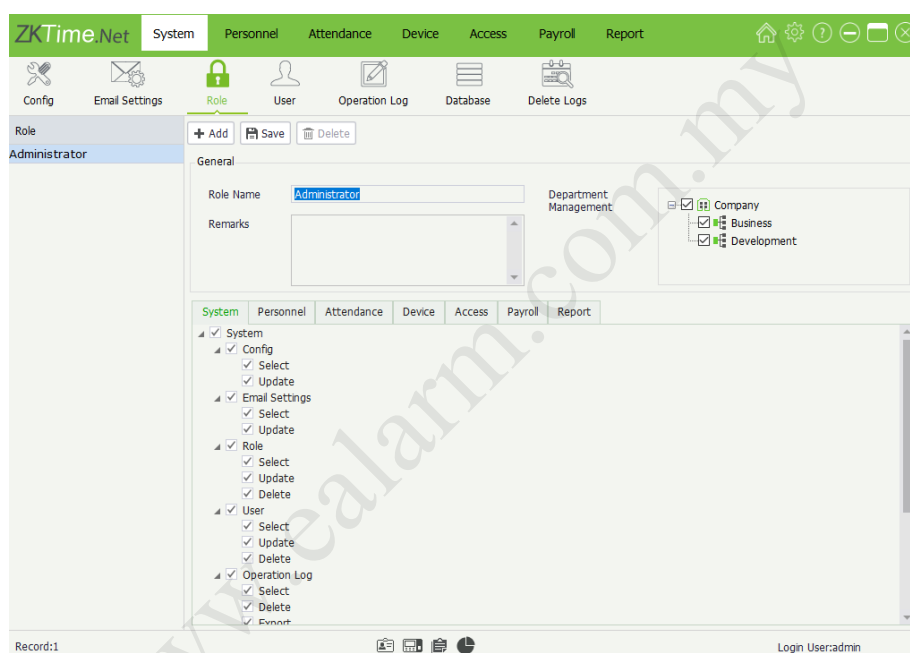 ZKTime.Net System Personnel Attendance Device Access Payroll Report
Config Email Settings Role User Operation Log Database Delete Logs
Role
Administrator
Add Save Delete
General
Role Name Administrator
Remarks
Department
Management
Company
Business
Development
System Personnel Attendance Device Access Payroll Report
System
Config
Select
Update
Email Settings
Select
Update
Role
Select
Update
Delete
User
Select
Update
Delete
Operation Log
Select
Delete
Export
Record:1 Login User:admin
www.ealarm.com.my